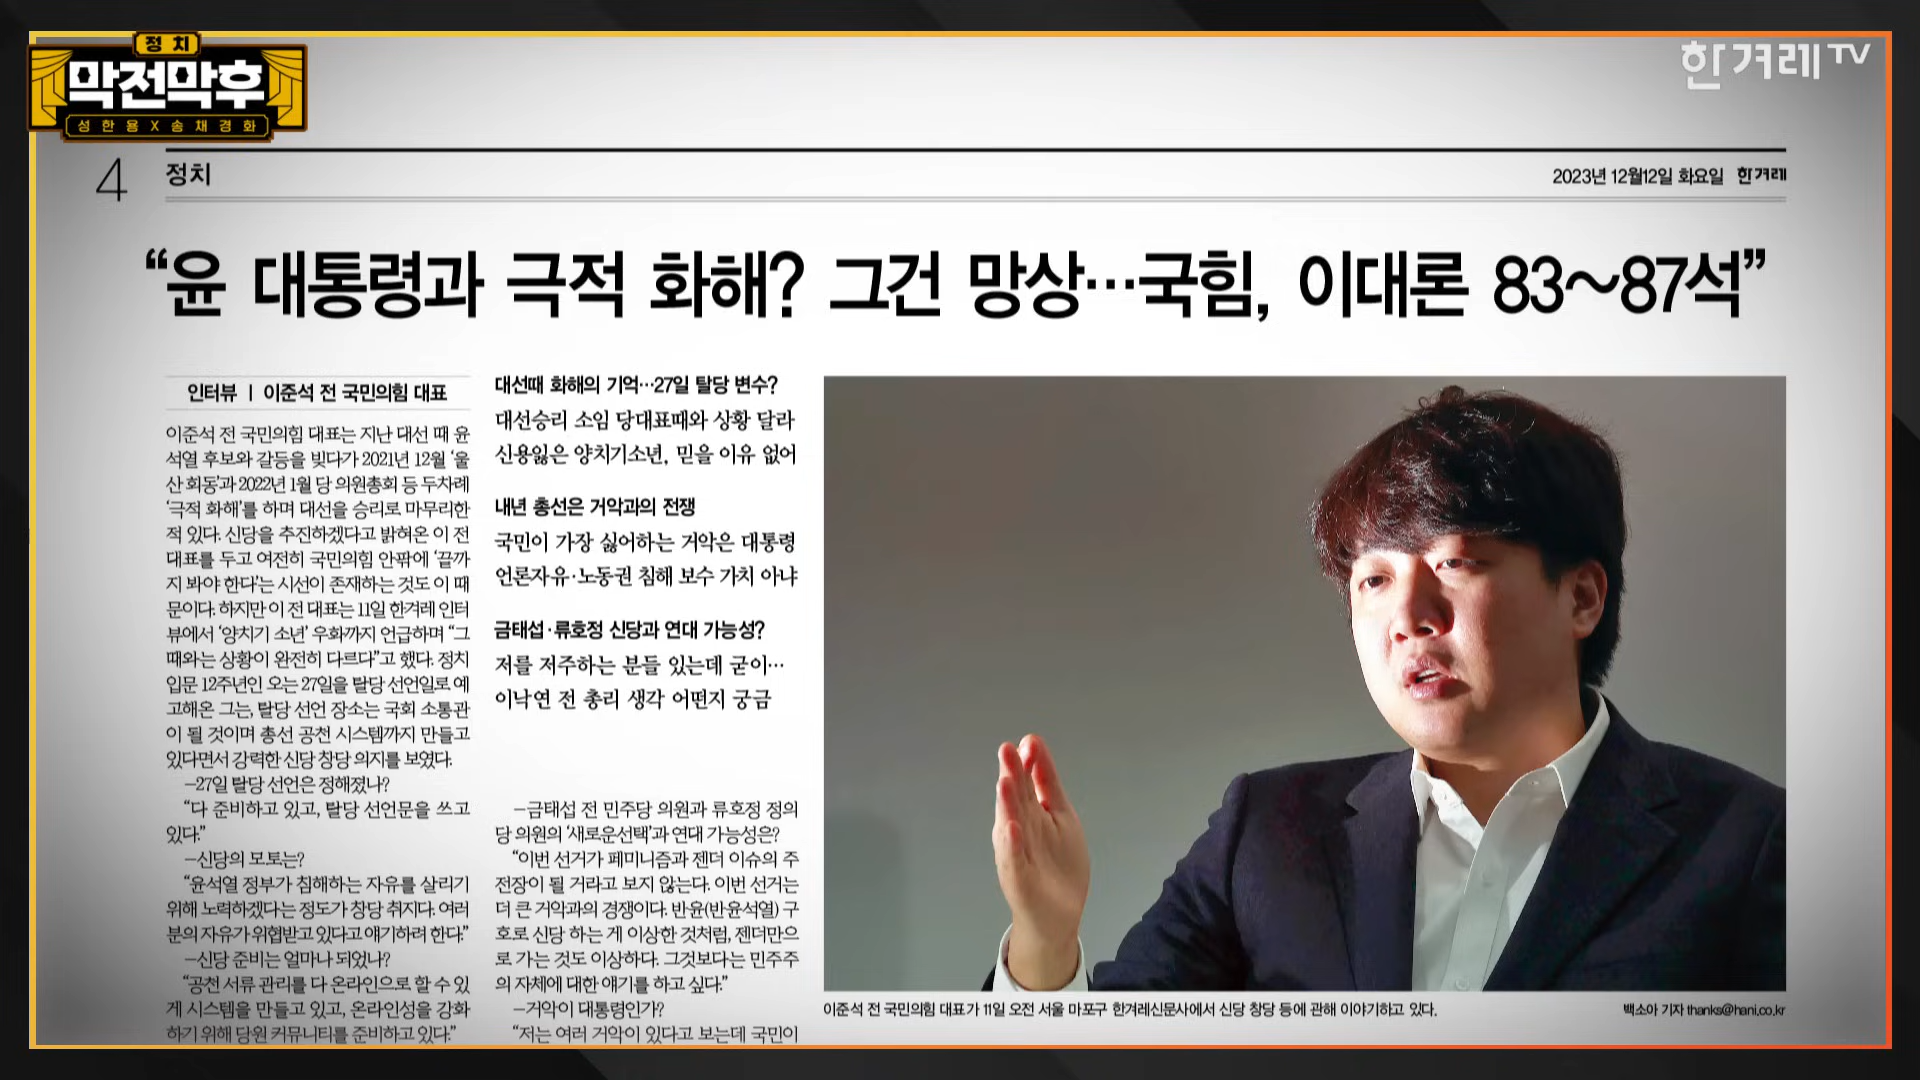 정치
막전막후
성한용X송채경화
한겨레TV
4
정치
2023년 12월12일 화요일 한겨레
“윤 대통령과 극적 화해? 그건 망상…국힘, 이대론 83~87석”
인터뷰 | 이준석 전 국민의힘 대표
이준석 전 국민의힘 대표는 지난 대선 때 윤
석열 후보와 갈등을 빚다가 2021년 12월 ‘울
산 회동’과 2022년 1월 당 의원총회 등 두차례
‘극적 화해’를 하며 대선을 승리로 마무리한
적 있다. 신당을 추진하겠다고 밝혀온 이 전
대표를 두고 여전히 국민의힘 안팎에 ‘끝까
지 봐야 한다’는 시선이 존재하는 것도 이 때
문이다. 하지만 이 전 대표는 11일 한겨레 인터
뷰에서 ‘양치기 소년’ 우화까지 언급하며 “그
때와는 상황이 완전히 다르다”고 했다. 정치
입문 12주년인 오는 27일을 탈당 선언일로 예
고해온 그는, 탈당 선언 장소는 국회 소통관
이 될 것이며 총선 공천 시스템까지 만들고
있다면서 강력한 신당 창당 의지를 보였다.
–27일 탈당 선언은 정해졌나?
“다 준비하고 있고, 탈당 선언문을 쓰고
있다.”
–신당의 모토는?
“윤석열 정부가 침해하는 자유를 살리기
위해 노력하겠다는 정도가 창당 취지다. 여러
분의 자유가 위협받고 있다고 얘기하려 한다.”
–신당 준비는 얼마나 되었나?
“공천 서류 관리를 다 온라인으로 할 수 있
게 시스템을 만들고 있고, 온라인성을 강화
하기 위해 당원 커뮤니티를 준비하고 있다.”
대선때 화해의 기억…27일 탈당 변수?
대선승리 소임 당대표때와 상황 달라
신용잃은 양치기소년, 믿을 이유 없어
내년 총선은 거악과의 전쟁
국민이 가장 싫어하는 거악은 대통령
언론자유·노동권 침해 보수 가치 아냐
금태섭·류호정 신당과 연대 가능성?
저를 저주하는 분들 있는데 굳이…
이낙연 전 총리 생각 어떤지 궁금
–금태섭 전 민주당 의원과 류호정 정의
당 의원의 ‘새로운선택’과 연대 가능성은?
“이번 선거가 페미니즘과 젠더 이슈의 주
전장이 될 거라고 보지 않는다. 이번 선거는
더 큰 거악과의 경쟁이다. 반윤(반윤석열) 구
호로 신당 하는 게 이상한 것처럼, 젠더만으
로 가는 것도 이상하다. 그것보다는 민주주
의 자체에 대한 얘기를 하고 싶다.”
–거악이 대통령인가?
“저는 여러 거악이 있다고 보는데 국민이
이준석 전 국민의힘 대표가 11일 오전 서울 마포구 한겨레신문사에서 신당 창당 등에 관해 이야기하고 있다.
백소아 기자 thanks@hani.co.kr